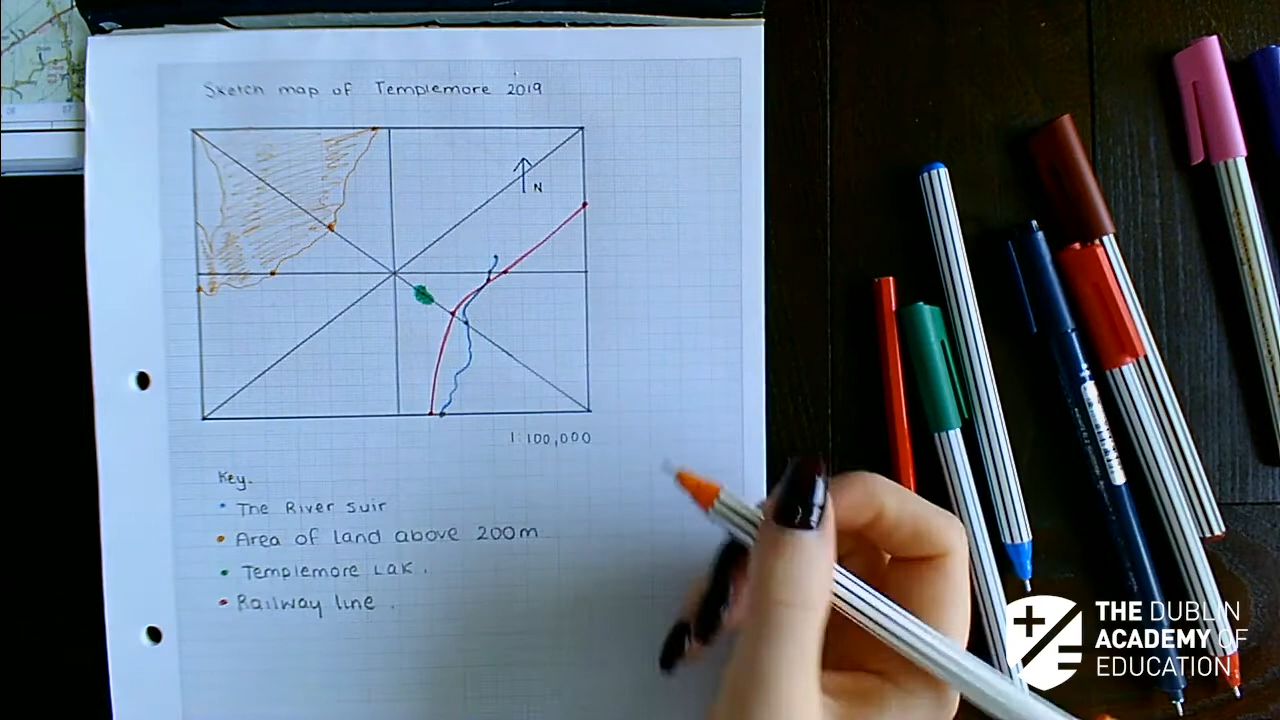 Sketch map of Templemore 2019
N
1:100,000
Key.
• The River Suir
• Area of land above 200m
• Templemore Lak.
• Railway line.
THE DUBLIN
ACADEMY OF
EDUCATION